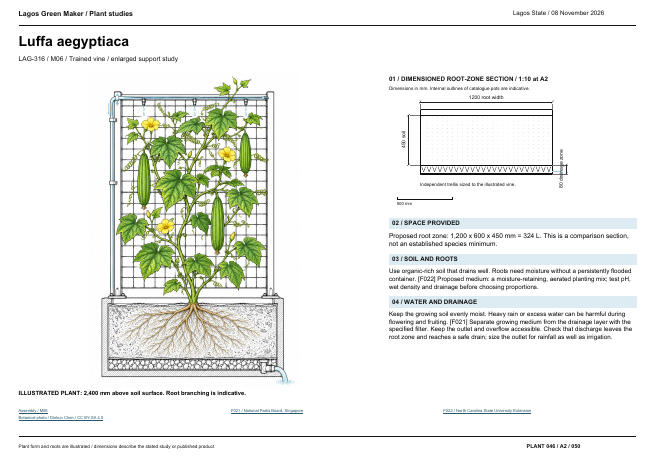 Lagos Green Maker / Plant studies
Lagos State / 08 November 2026
Luffa aegyptiaca
LAG-316 / M06 / Trained vine / enlarged support study
01 / DIMENSIONED ROOT-ZONE SECTION / 1:10 at A2
Dimensions in mm. Internal outlines of catalogue pots are indicative.
1200 root width
450 soil
60 drainage zone
Independent trellis sized to the illustrated vine.
500 mm
02 / SPACE PROVIDED
Proposed root zone: 1,200 x 600 x 450 mm = 324 L. This is a comparison section,
not an established species minimum.
03 / SOIL AND ROOTS
Use organic-rich soil that drains well. Roots need moisture without a persistently flooded
container. [F022] Proposed medium: a moisture-retaining, aerated planting mix; test pH,
wet density and drainage before choosing proportions.
04 / WATER AND DRAINAGE
Keep the growing soil evenly moist. Heavy rain or excess water can be harmful during
flowering and fruiting. [F021] Separate growing medium from the drainage layer with the
specified filter. Keep the outlet and overflow accessible. Check that discharge leaves the
root zone and reaches a safe drain; size the outlet for rainfall as well as irrigation.
ILLUSTRATED PLANT: 2,400 mm above soil surface. Root branching is indicative.
Assembly / M06
F021 / National Parks Board, Singapore
F022 / North Carolina State University Extension
Botanical photo / CC BY-SA 4.0
Plant form and roots are illustrated / dimensions describe the stated study or published product
PLANT 046 / A2 / 050